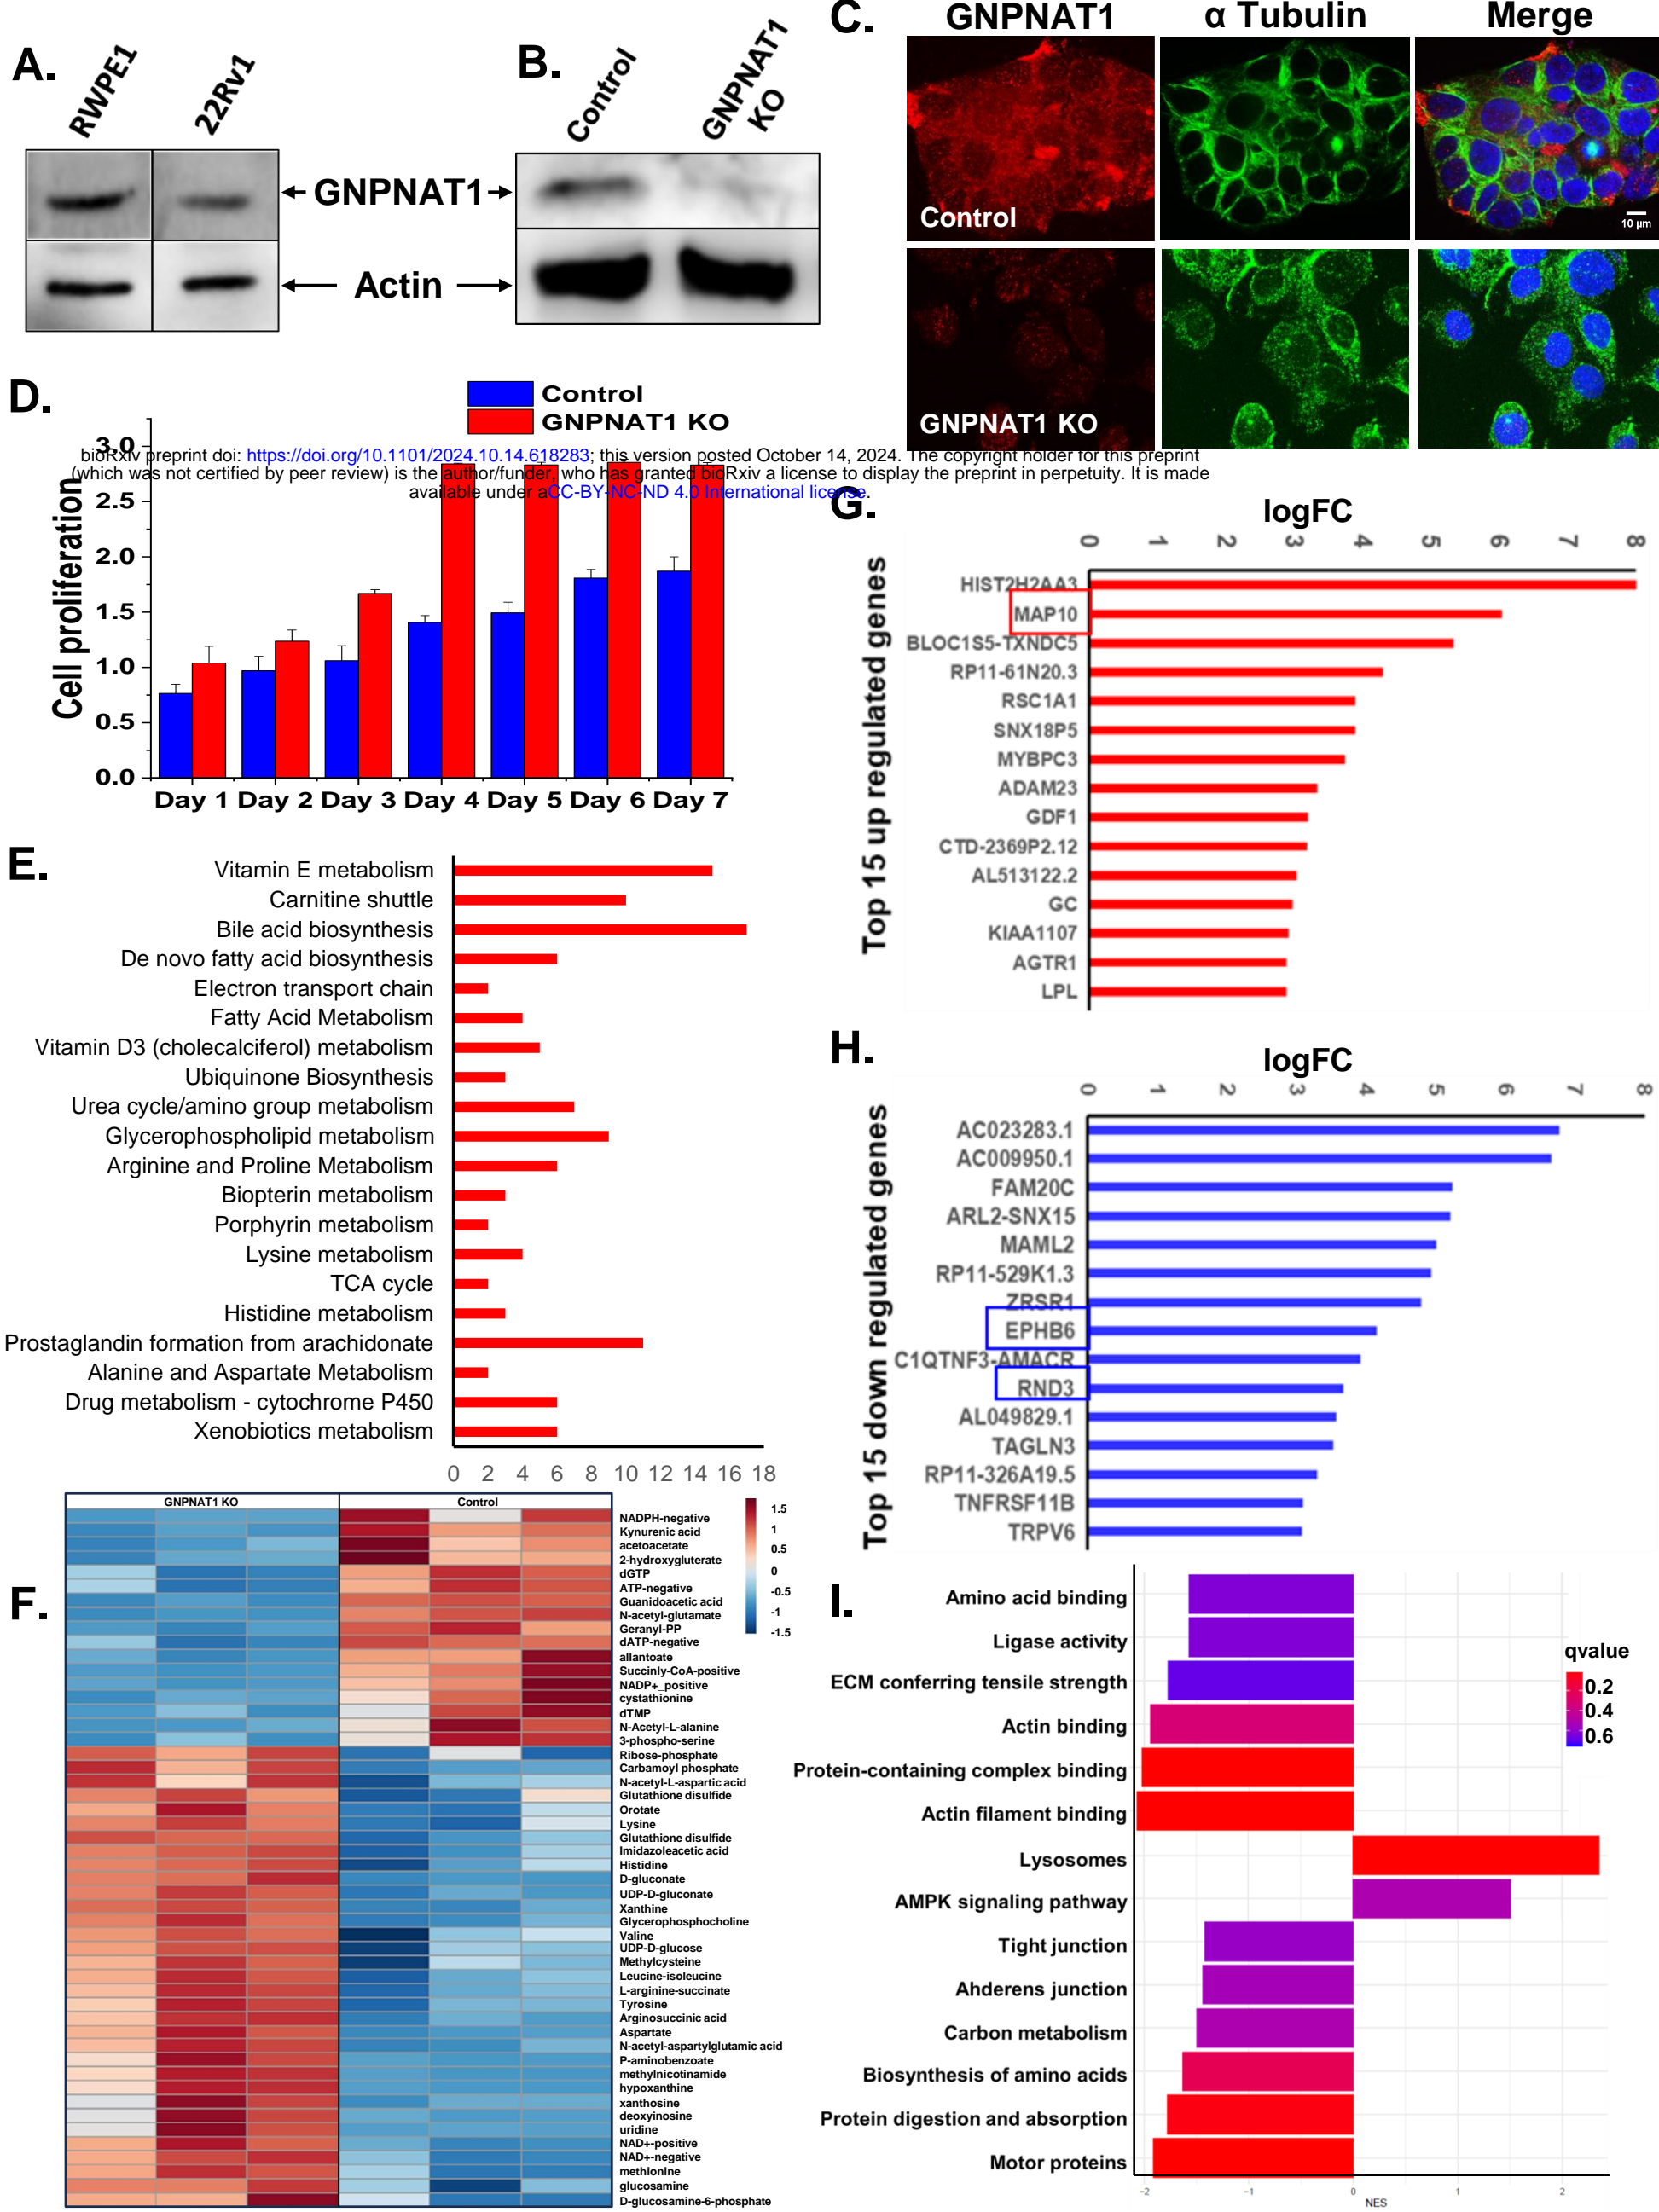 A.
RWPE1
22Rv1
B.
Control
GNPNAT1
KO
GNPNAT1
Actin
C.
GNPNAT1
α Tubulin
Merge
Control
10 µm
GNPNAT1 KO
D.
Control
GNPNAT1 KO
bioRxiv preprint doi: https://doi.org/10.1101/2024.10.14.618283; this version posted October 14, 2024. The copyright holder for this preprint
(which was not certified by peer review) is the author/funder, who has granted bioRxiv a license to display the preprint in perpetuity. It is made
available under aCC-BY-NC-ND 4.0 International license.
Cell proliferation
3.0
2.5
2.0
1.5
1.0
0.5
0.0
Day 1 Day 2 Day 3 Day 4 Day 5 Day 6 Day 7
E.
Vitamin E metabolism
Carnitine shuttle
Bile acid biosynthesis
De novo fatty acid biosynthesis
Electron transport chain
Fatty Acid Metabolism
Vitamin D3 (cholecalciferol) metabolism
Ubiquinone Biosynthesis
Urea cycle/amino group metabolism
Glycerophospholipid metabolism
Arginine and Proline Metabolism
Biopterin metabolism
Porphyrin metabolism
Lysine metabolism
TCA cycle
Histidine metabolism
Prostaglandin formation from arachidonate
Alanine and Aspartate Metabolism
Drug metabolism - cytochrome P450
Xenobiotics metabolism
0 2 4 6 8 10 12 14 16 18
F.
GNPNAT1 KO
Control
NADPH-negative
Kynurenic acid
acetoacetate
2-hydroxygluterate
dGTP
ATP-negative
Guanidoacetic acid
N-acetyl-glutamate
Geranyl-PP
dATP-negative
allantoate
Succinly-CoA-positive
NADP+_positive
cystathionine
dTMP
N-Acetyl-L-alanine
3-phospho-serine
Ribose-phosphate
Carbamoyl phosphate
N-acetyl-L-aspartic acid
Glutathione disulfide
Orotate
Lysine
Glutathione disulfide
Imidazoleacetic acid
Histidine
D-gluconate
UDP-D-gluconate
Xanthine
Glycerophosphocholine
Valine
UDP-D-glucose
Methylcysteine
Leucine-isoleucine
L-arginine-succinate
Tyrosine
Arginosuccinic acid
Aspartate
N-acetyl-aspartylglutamic acid
P-aminobenzoate
methylnicotinamide
hypoxanthine
xanthosine
deoxyinosine
uridine
NAD+-positive
NAD+-negative
methionine
glucosamine
D-glucosamine-6-phosphate
1.5
1
0.5
0
-0.5
-1
-1.5
G.
logFC
0 1 2 3 4 5 6 7 8
Top 15 up regulated genes
HIST2H2AA3
MAP10
BLOC1S5-TXNDC5
RP11-61N20.3
RSC1A1
SNX18P5
MYBPC3
ADAM23
GDF1
CTD-2369P2.12
AL513122.2
GC
KIAA1107
AGTR1
LPL
H.
logFC
0 1 2 3 4 5 6 7 8
Top 15 down regulated genes
AC023283.1
AC009950.1
FAM20C
ARL2-SNX15
MAML2
RP11-529K1.3
ZRSR1
EPHB6
C1QTNF3-AMACR
RND3
AL049829.1
TAGLN3
RP11-326A19.5
TNFRSF11B
TRPV6
I.
Amino acid binding
Ligase activity
ECM conferring tensile strength
Actin binding
Protein-containing complex binding
Actin filament binding
Lysosomes
AMPK signaling pathway
Tight junction
Ahderens junction
Carbon metabolism
Biosynthesis of amino acids
Protein digestion and absorption
Motor proteins
−2 −1 0 1 2
NES
qvalue
0.2
0.4
0.6